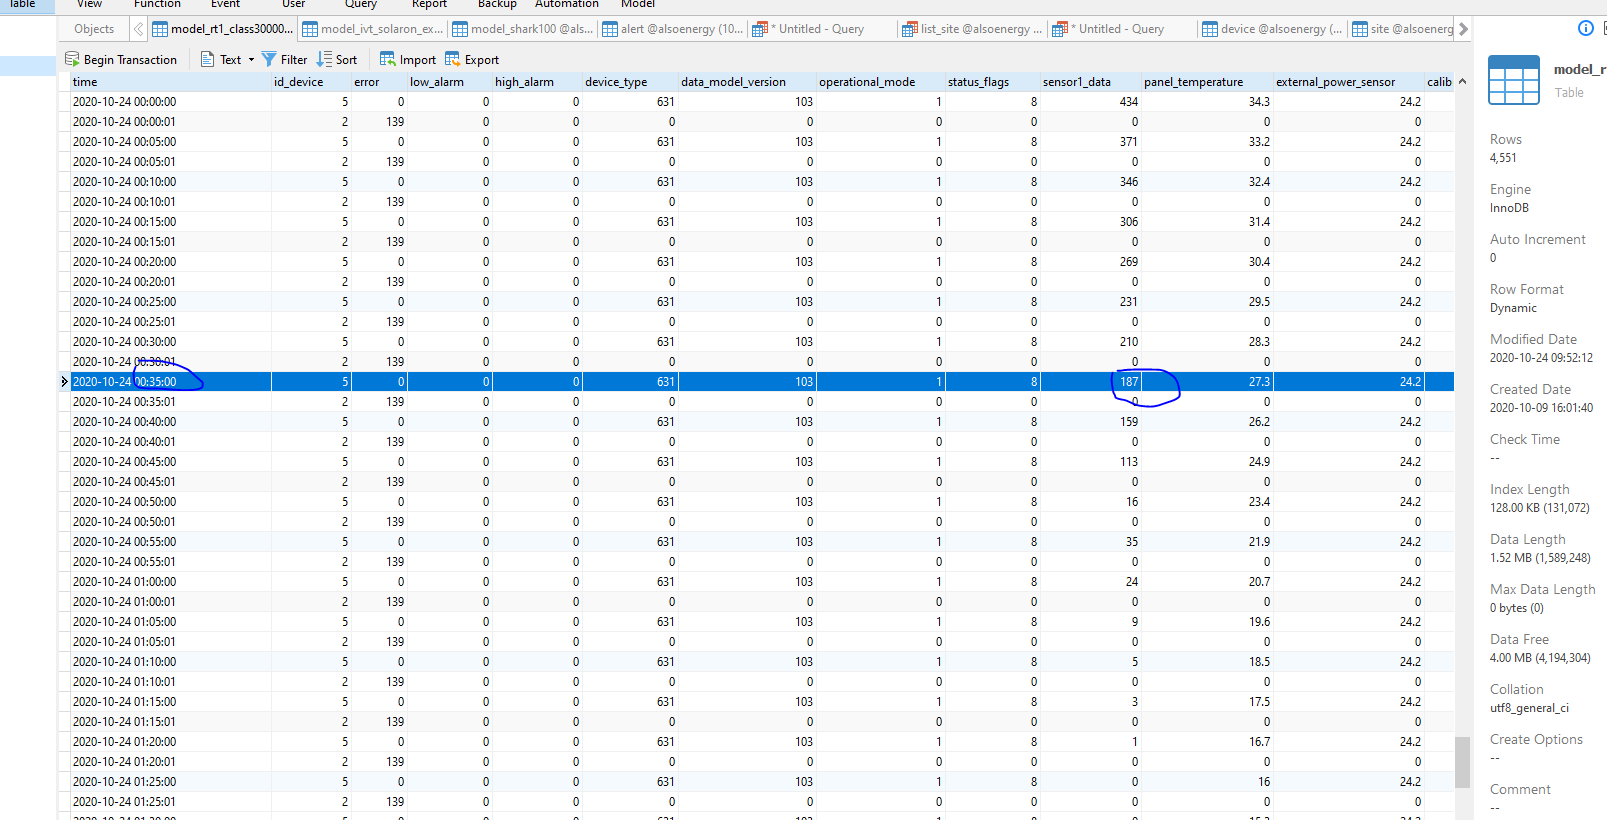 Table View Function Event User Query Report Backup Automation Model
Objects model_rt1_class30000... model_ivt_solaron_ex... model_shark100 @als... alert @alsoenergy (10... * Untitled - Query list_site @alsoenergy ... * Untitled - Query device @alsoenergy (... site @alsoenerg
Begin Transaction Text Filter Sort Import Export
time id_device error low_alarm high_alarm device_type data_model_version operational_mode status_flags sensor1_data panel_temperature external_power_sensor calib
2020-10-24 00:00:00 5 0 0 0 631 103 1 8 434 34.3 24.2
2020-10-24 00:00:01 2 139 0 0 0 0 0 0 0 0 0
2020-10-24 00:05:00 5 0 0 0 631 103 1 8 371 33.2 24.2
2020-10-24 00:05:01 2 139 0 0 0 0 0 0 0 0 0
2020-10-24 00:10:00 5 0 0 0 631 103 1 8 346 32.4 24.2
2020-10-24 00:10:01 2 139 0 0 0 0 0 0 0 0 0
2020-10-24 00:15:00 5 0 0 0 631 103 1 8 306 31.4 24.2
2020-10-24 00:15:01 2 139 0 0 0 0 0 0 0 0 0
2020-10-24 00:20:00 5 0 0 0 631 103 1 8 269 30.4 24.2
2020-10-24 00:20:01 2 139 0 0 0 0 0 0 0 0 0
2020-10-24 00:25:00 5 0 0 0 631 103 1 8 231 29.5 24.2
2020-10-24 00:25:01 2 139 0 0 0 0 0 0 0 0 0
2020-10-24 00:30:00 5 0 0 0 631 103 1 8 210 28.3 24.2
2020-10-24 00:30:01 2 139 0 0 0 0 0 0 0 0 0
2020-10-24 00:35:00 5 0 0 0 631 103 1 8 187 27.3 24.2
2020-10-24 00:35:01 2 139 0 0 0 0 0 0 0 0 0
2020-10-24 00:40:00 5 0 0 0 631 103 1 8 159 26.2 24.2
2020-10-24 00:40:01 2 139 0 0 0 0 0 0 0 0 0
2020-10-24 00:45:00 5 0 0 0 631 103 1 8 113 24.9 24.2
2020-10-24 00:45:01 2 139 0 0 0 0 0 0 0 0 0
2020-10-24 00:50:00 5 0 0 0 631 103 1 8 16 23.4 24.2
2020-10-24 00:50:01 2 139 0 0 0 0 0 0 0 0 0
2020-10-24 00:55:00 5 0 0 0 631 103 1 8 35 21.9 24.2
2020-10-24 00:55:01 2 139 0 0 0 0 0 0 0 0 0
2020-10-24 01:00:00 5 0 0 0 631 103 1 8 24 20.7 24.2
2020-10-24 01:00:01 2 139 0 0 0 0 0 0 0 0 0
2020-10-24 01:05:00 5 0 0 0 631 103 1 8 9 19.6 24.2
2020-10-24 01:05:01 2 139 0 0 0 0 0 0 0 0 0
2020-10-24 01:10:00 5 0 0 0 631 103 1 8 5 18.5 24.2
2020-10-24 01:10:01 2 139 0 0 0 0 0 0 0 0 0
2020-10-24 01:15:00 5 0 0 0 631 103 1 8 3 17.5 24.2
2020-10-24 01:15:01 2 139 0 0 0 0 0 0 0 0 0
2020-10-24 01:20:00 5 0 0 0 631 103 1 8 1 16.7 24.2
2020-10-24 01:20:01 2 139 0 0 0 0 0 0 0 0 0
2020-10-24 01:25:00 5 0 0 0 631 103 1 8 0 16 24.2
2020-10-24 01:25:01 2 139 0 0 0 0 0 0 0 0 0
model_r
Table
Rows
4,551
Engine
InnoDB
Auto Increment
0
Row Format
Dynamic
Modified Date
2020-10-24 09:52:12
Created Date
2020-10-09 16:01:40
Check Time
--
Index Length
128.00 KB (131,072)
Data Length
1.52 MB (1,589,248)
Max Data Length
0 bytes (0)
Data Free
4.00 MB (4,194,304)
Collation
utf8_general_ci
Create Options
--
Comment
--